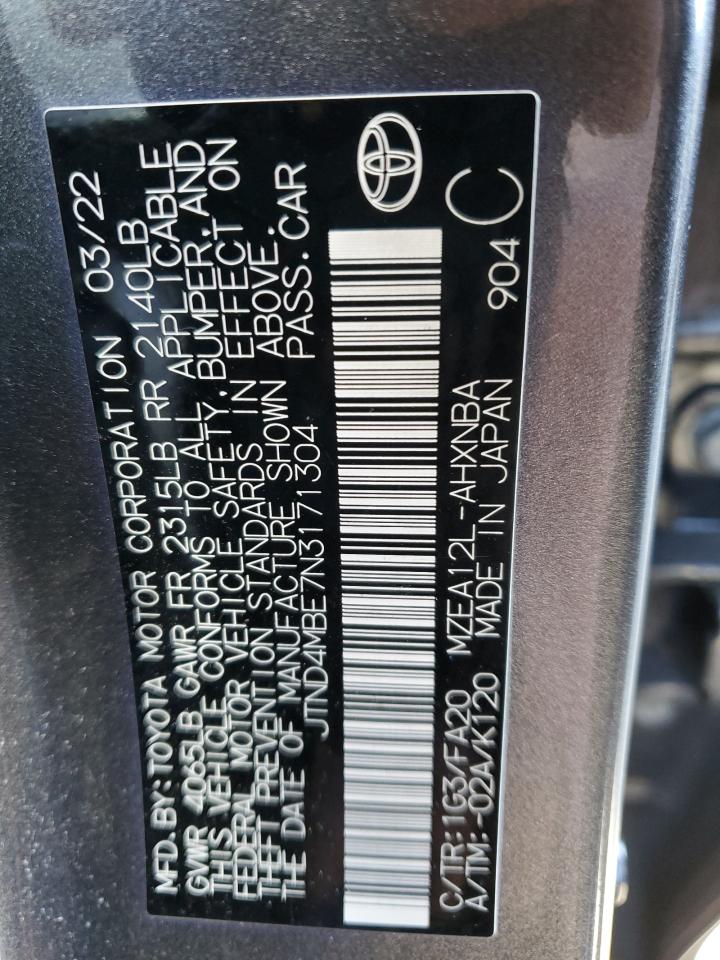 MFD.BY:TOYOTA MOTOR CORPORATION 03/22
GVWR 4065LB GAWR FR 2315LB RR 2140LB
THIS VEHICLE CONFORMS TO ALL APPLICABLE
FEDERAL MOTOR VEHICLE SAFETY,BUMPER,AND
THEFT PREVENTION STANDARDS IN EFFECT ON
THE DATE OF MANUFACTURE SHOWN ABOVE.
JTND4MBE7N3171304 PASS.CAR
C/TR:1G3/FA20 MZEA12L-AHXNBA
A/TM:-02A/K120 MADE IN JAPAN
904 C